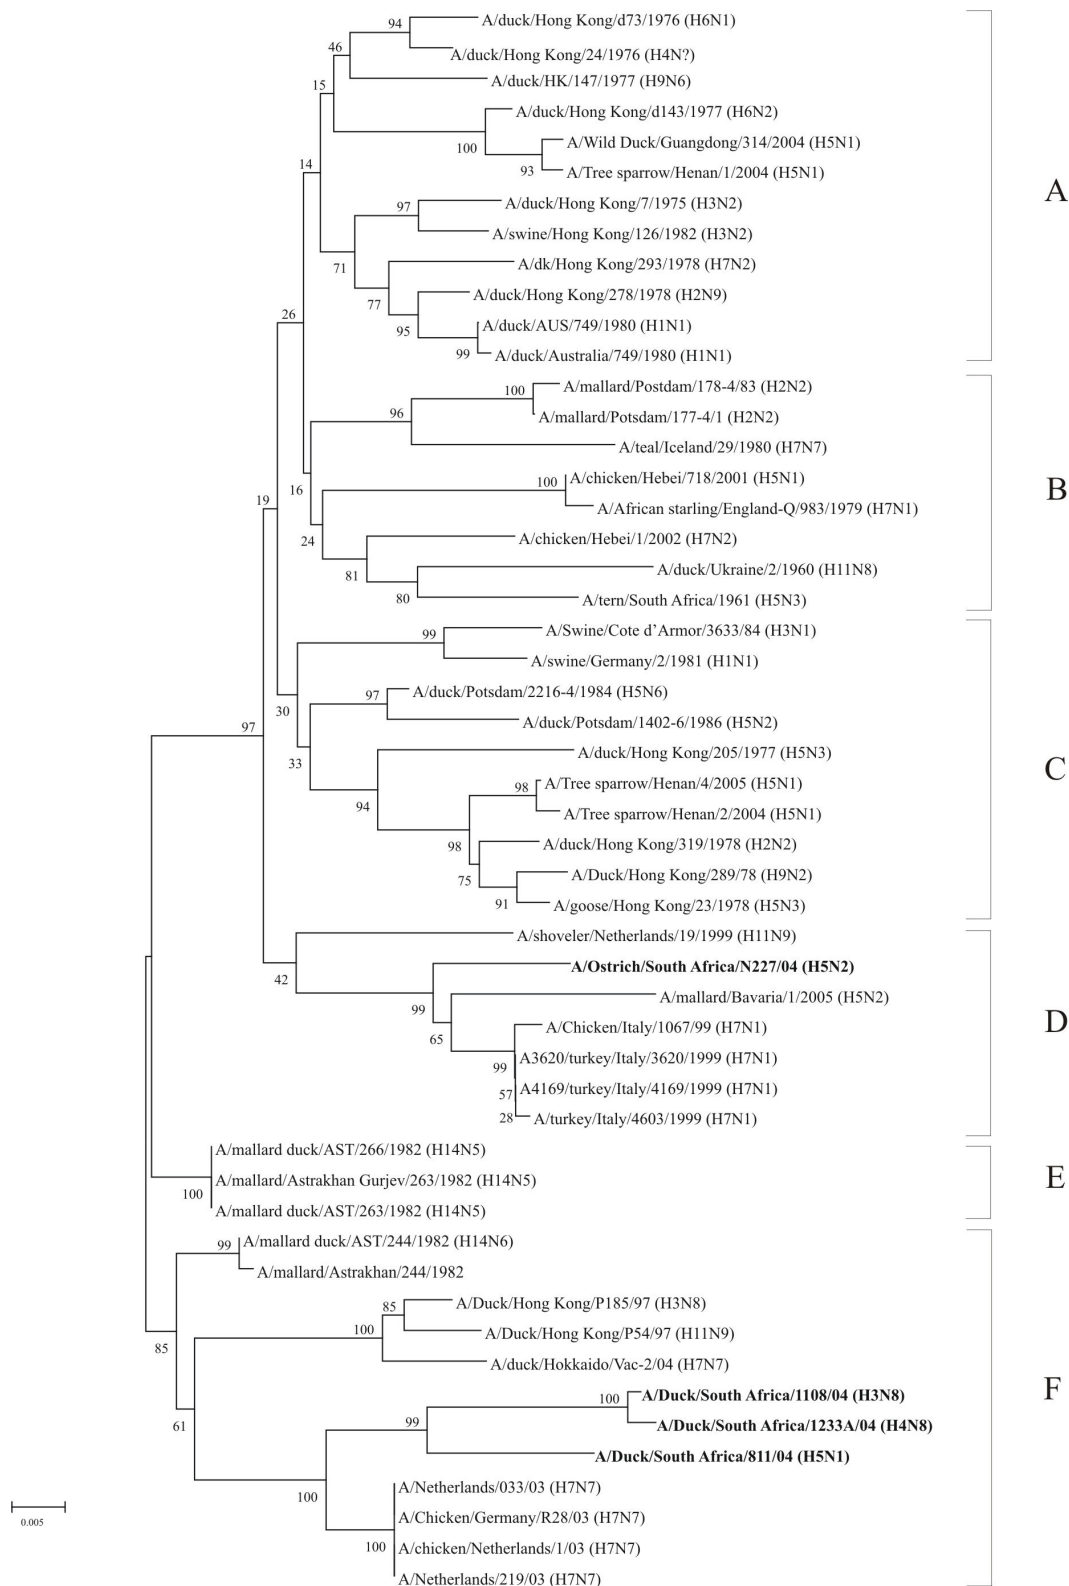 94
A/duck/Hong Kong/d73/1976 (H6N1)
46
A/duck/Hong Kong/24/1976 (H4N?)
15
A/duck/HK/147/1977 (H9N6)
A/duck/Hong Kong/d143/1977 (H6N2)
100
A/Wild Duck/Guangdong/314/2004 (H5N1)
14
93
A/Tree sparrow/Henan/1/2004 (H5N1)
A
97
A/duck/Hong Kong/7/1975 (H3N2)
A/swine/Hong Kong/126/1982 (H3N2)
71
A/dk/Hong Kong/293/1978 (H7N2)
77
A/duck/Hong Kong/278/1978 (H2N9)
26
95
A/duck/AUS/749/1980 (H1N1)
99
A/duck/Australia/749/1980 (H1N1)
100
A/mallard/Postdam/178-4/83 (H2N2)
96
A/mallard/Potsdam/177-4/1 (H2N2)
A/teal/Iceland/29/1980 (H7N7)
16
100
A/chicken/Hebei/718/2001 (H5N1)
B
19
A/African starling/England-Q/983/1979 (H7N1)
24
A/chicken/Hebei/1/2002 (H7N2)
81
A/duck/Ukraine/2/1960 (H11N8)
80
A/tern/South Africa/1961 (H5N3)
99
A/Swine/Cote d’Armor/3633/84 (H3N1)
A/swine/Germany/2/1981 (H1N1)
30
97
A/duck/Potsdam/2216-4/1984 (H5N6)
97
A/duck/Potsdam/1402-6/1986 (H5N2)
33
A/duck/Hong Kong/205/1977 (H5N3)
C
98
A/Tree sparrow/Henan/4/2005 (H5N1)
94
A/Tree sparrow/Henan/2/2004 (H5N1)
98
A/duck/Hong Kong/319/1978 (H2N2)
75
A/Duck/Hong Kong/289/78 (H9N2)
91
A/goose/Hong Kong/23/1978 (H5N3)
A/shoveler/Netherlands/19/1999 (H11N9)
42
A/Ostrich/South Africa/N227/04 (H5N2)
99
A/mallard/Bavaria/1/2005 (H5N2)
D
65
A/Chicken/Italy/1067/99 (H7N1)
99
A3620/turkey/Italy/3620/1999 (H7N1)
57
A4169/turkey/Italy/4169/1999 (H7N1)
28
A/turkey/Italy/4603/1999 (H7N1)
A/mallard duck/AST/266/1982 (H14N5)
A/mallard/Astrakhan Gurjev/263/1982 (H14N5)
E
100
A/mallard duck/AST/263/1982 (H14N5)
99
A/mallard duck/AST/244/1982 (H14N6)
A/mallard/Astrakhan/244/1982
85
A/Duck/Hong Kong/P185/97 (H3N8)
100
A/Duck/Hong Kong/P54/97 (H11N9)
85
A/duck/Hokkaido/Vac-2/04 (H7N7)
F
100
A/Duck/South Africa/1108/04 (H3N8)
61
99
A/Duck/South Africa/1233A/04 (H4N8)
A/Duck/South Africa/811/04 (H5N1)
100
A/Netherlands/033/03 (H7N7)
A/Chicken/Germany/R28/03 (H7N7)
0.005
100
A/chicken/Netherlands/1/03 (H7N7)
A/Netherlands/219/03 (H7N7)